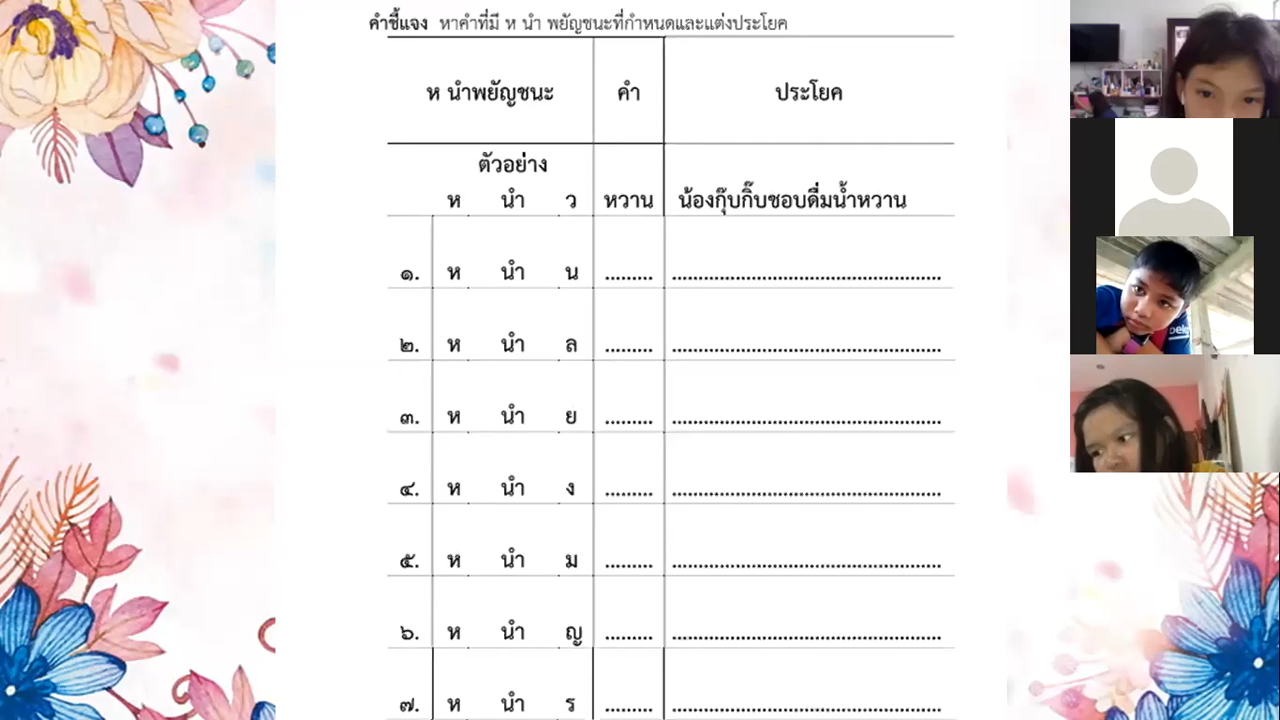 คำชี้แจง หาคำที่มี ห นำ พยัญชนะที่กำหนดและแต่งประโยค
ห นำพยัญชนะ คำ ประโยค
ตัวอย่าง
ห นำ ว หวาน น้องกุ๊บกิ๊บชอบดื่มน้ำหวาน
๑. ห นำ น ......... .............................................
๒. ห นำ ล ......... .............................................
๓. ห นำ ย ......... .............................................
๔. ห นำ ง ......... .............................................
๕. ห นำ ม ......... .............................................
๖. ห นำ ญ ......... .............................................
๗. ห นำ ร ......... .............................................